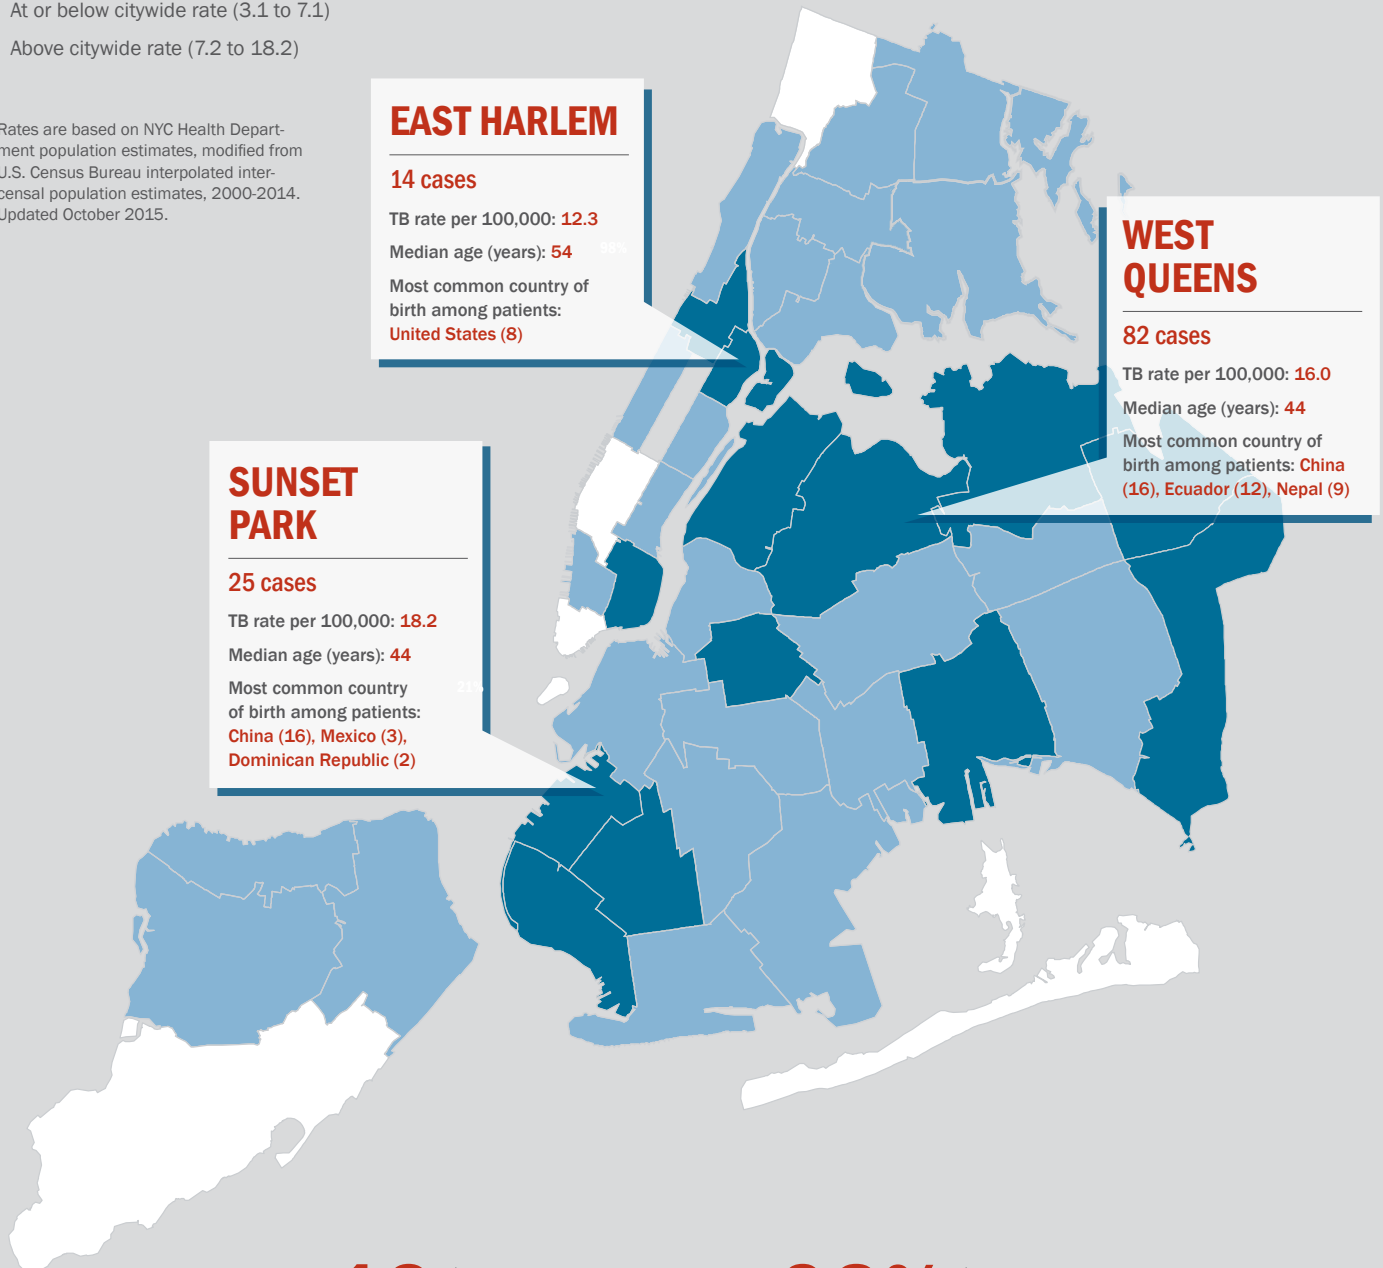 At or below citywide rate (3.1 to 7.1)
Above citywide rate (7.2 to 18.2)
Rates are based on NYC Health Depart-
ment population estimates, modified from
U.S. Census Bureau interpolated inter-
censal population estimates, 2000-2014.
Updated October 2015.
EAST HARLEM
14 cases
TB rate per 100,000: 12.3
Median age (years): 54
98%
Most common country of
birth among patients:
United States (8)
WEST
QUEENS
82 cases
TB rate per 100,000: 16.0
Median age (years): 44
Most common country of
birth among patients: China
(16), Ecuador (12), Nepal (9)
SUNSET
PARK
25 cases
TB rate per 100,000: 18.2
Median age (years): 44
Most common country
21%
of birth among patients:
China (16), Mexico (3),
Dominican Republic (2)